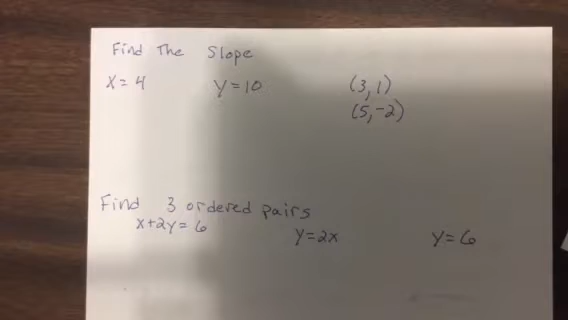 Find The Slope
x = 4 y = 10 (3,1)
(5,-2)
Find 3 ordered pairs
x+2y=6 y=2x y=6